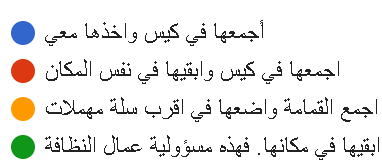 أجمعها في كيس واخذها معي
اجمعها في كيس وابقيها في نفس المكان
اجمع القمامة واضعها في اقرب سلة مهملات
ابقيها في مكانها. فهذه مسؤولية عمال النظافة